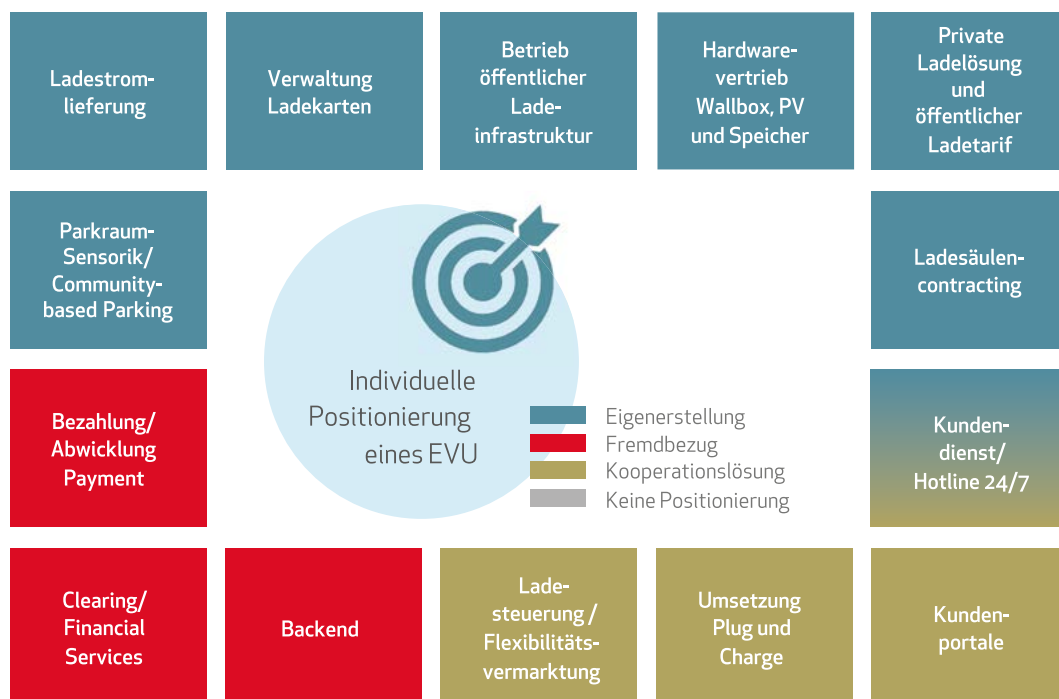 Ladestrom-
lieferung
Verwaltung
Ladekarten
Betrieb
öffentlicher
Lade-
infrastruktur
Hardware-
vertrieb
Wallbox, PV
und Speicher
Private
Ladelösung
und
öffentlicher
Ladetarif
Parkraum-
Sensorik/
Community-
based Parking
Ladesäulen-
contracting
Individuelle
Positionierung
eines EVU
Eigenerstellung
Fremdbezug
Kooperationslösung
Keine Positionierung
Bezahlung/
Abwicklung
Payment
Kunden-
dienst/
Hotline 24/7
Clearing/
Financial
Services
Backend
Lade-
steuerung /
Flexibilitäts-
vermarktung
Umsetzung
Plug und
Charge
Kunden-
portale